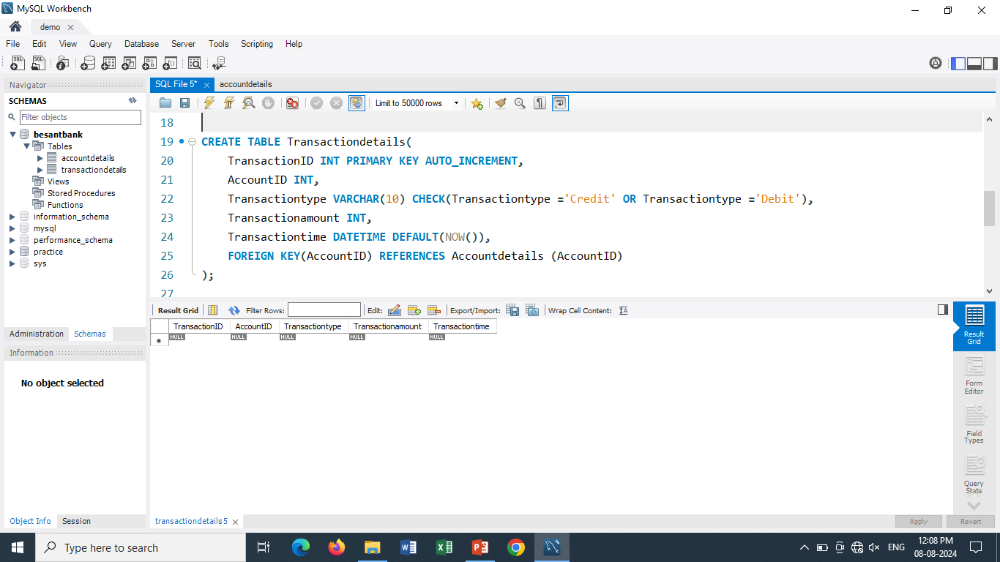 MySQL Workbench
demo
File Edit View Query Database Server Tools Scripting Help
Navigator
SCHEMAS
Filter objects
besantbank
Tables
accountdetails
transactiondetails
Views
Stored Procedures
Functions
information_schema
mysql
performance_schema
practice
sys
Administration Schemas
Information
No object selected
Object Info Session
SQL File 5* accountdetails
Limit to 50000 rows
18
19 CREATE TABLE Transactiondetails(
20 TransactionID INT PRIMARY KEY AUTO_INCREMENT,
21 AccountID INT,
22 Transactiontype VARCHAR(10) CHECK(Transactiontype ='Credit' OR Transactiontype ='Debit'),
23 Transactionamount INT,
24 Transactiontime DATETIME DEFAULT(NOW()),
25 FOREIGN KEY(AccountID) REFERENCES Accountdetails (AccountID)
26 );
27
Result Grid Filter Rows: Edit: Export/Import: Wrap Cell Content:
TransactionID AccountID Transactiontype Transactionamount Transactiontime
NULL NULL NULL NULL NULL
Result
Grid
Form
Editor
Field
Types
Query
Stats
transactiondetails 5
Apply Revert
Type here to search
ENG
12:08 PM
08-08-2024